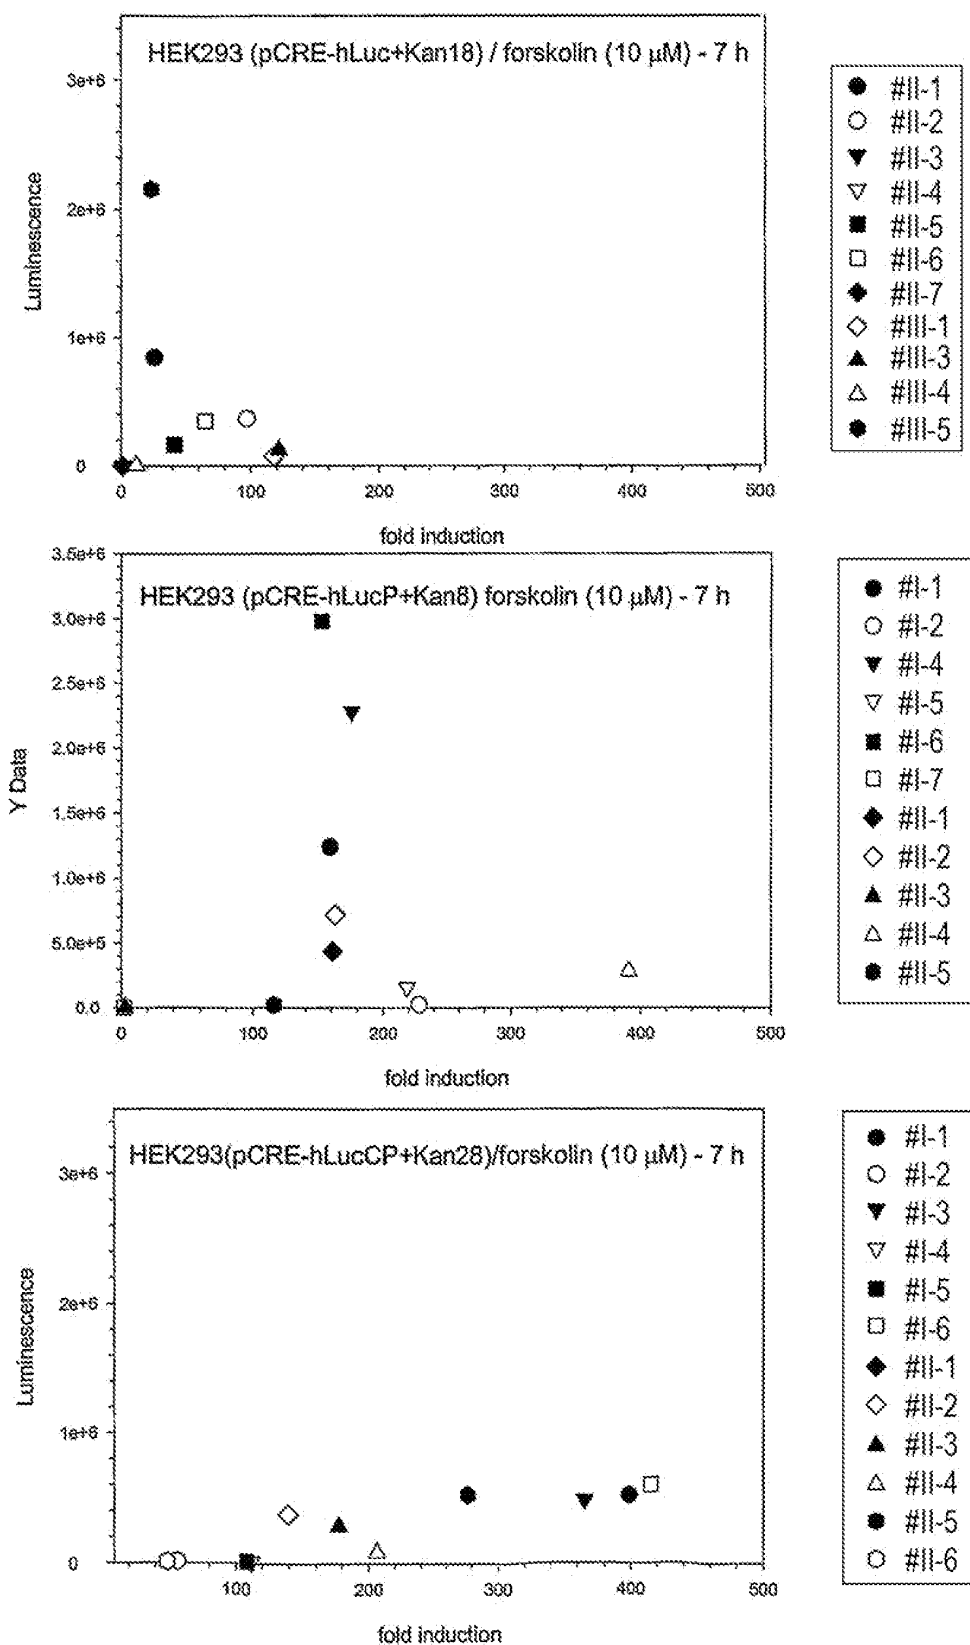 HEK293 (pCRE-hLuc+Kan18) / forskolin (10 µM) - 7 h
3e+6
2e+6
1e+6
0
Luminescence
0 100 200 300 400 500
fold induction
#II-1
#II-2
#II-3
#II-4
#II-5
#II-6
#II-7
#III-1
#III-3
#III-4
#III-5
HEK293 (pCRE-hLucP+Kan8) forskolin (10 µM) - 7 h
3.5e+6
3.0e+6
2.5e+6
2.0e+6
1.5e+6
1.0e+6
5.0e+5
0.0
Y Data
0 100 200 300 400 500
fold induction
#I-1
#I-2
#I-4
#I-5
#I-6
#I-7
#II-1
#II-2
#II-3
#II-4
#II-5
HEK293(pCRE-hLucCP+Kan28)/forskolin (10 µM) - 7 h
3e+6
2e+6
1e+6
0
Luminescence
100 200 300 400 500
fold induction
#I-1
#I-2
#I-3
#I-4
#I-5
#I-6
#II-1
#II-2
#II-3
#II-4
#II-5
#II-6